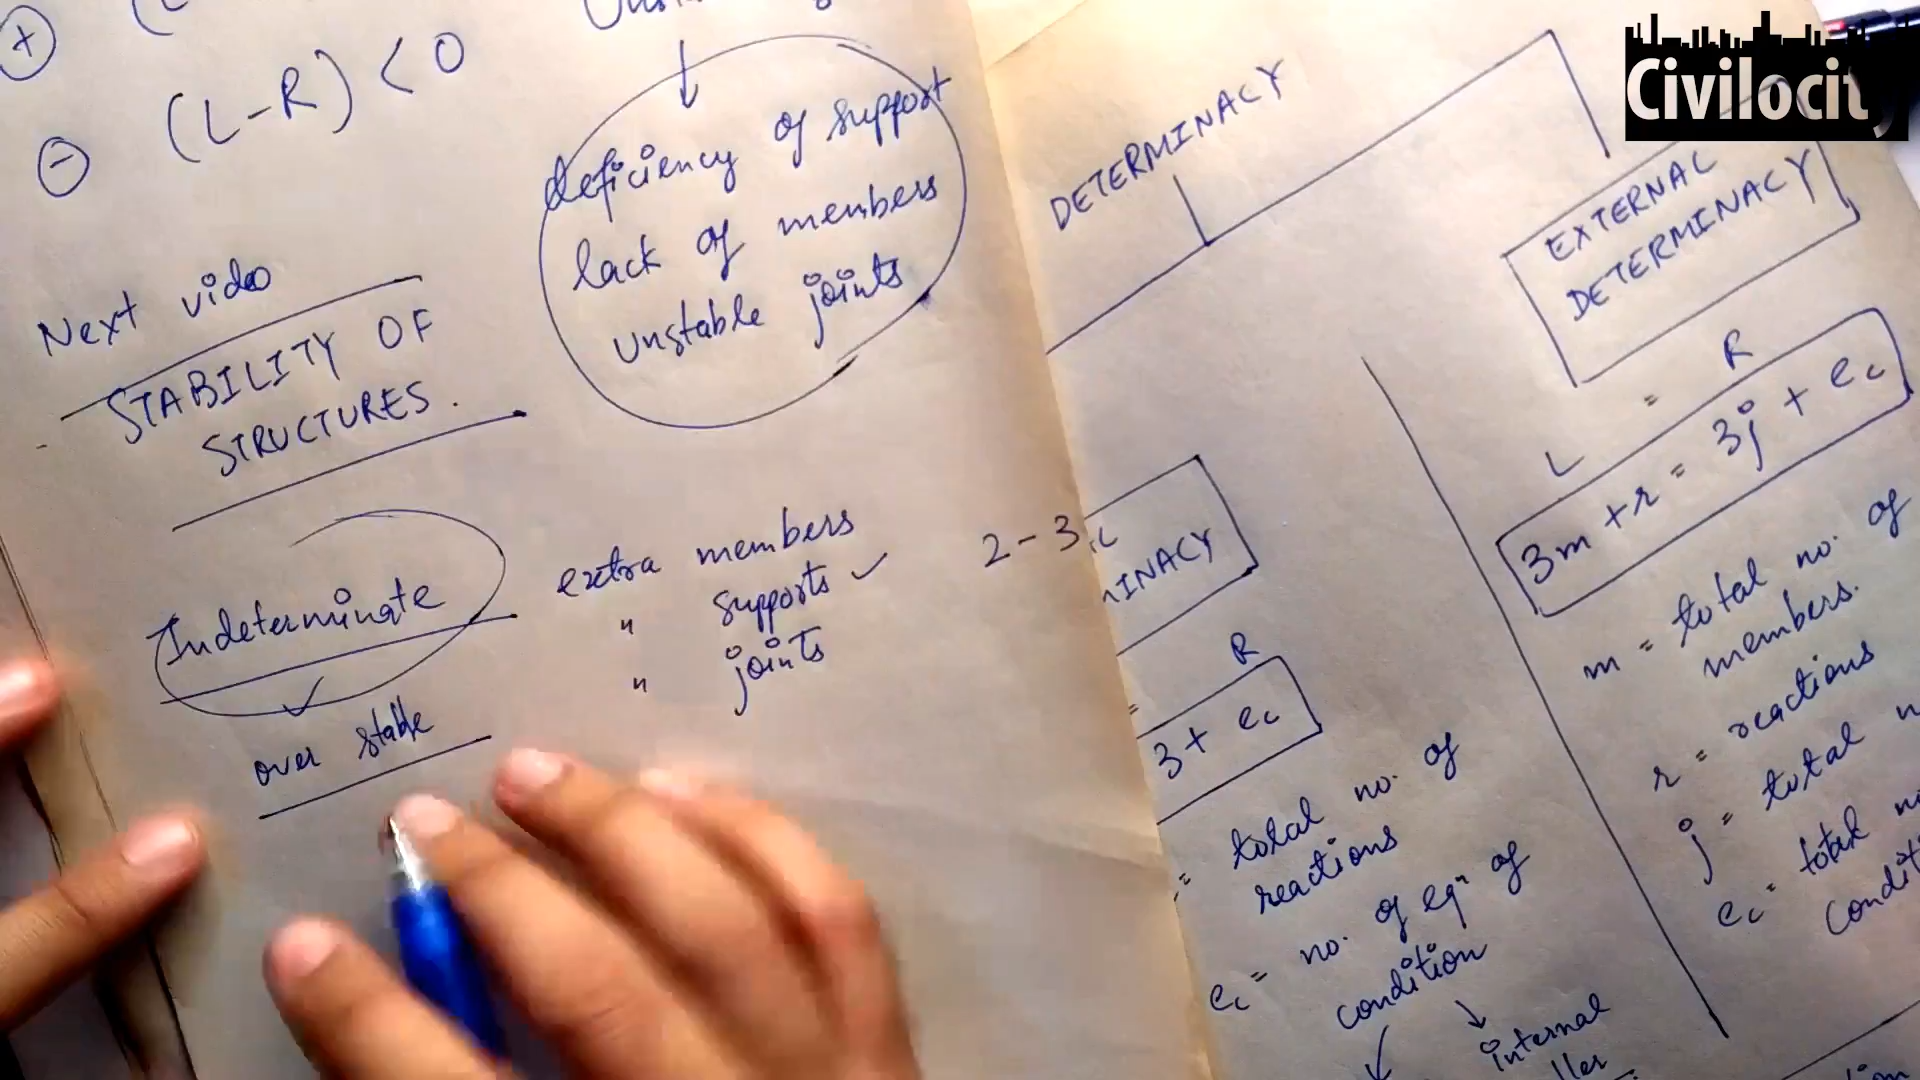 +
(L-R) < 0
-
deficiency of support
lack of members
unstable joints
Next video
STABILITY OF
STRUCTURES.
Indeterminate
over stable
extra members
" supports ✓
" joints
2-3
DETERMINACY
MINACY
R
3 + ec
= total no. of
reactions
ec = no. of eqn of
condition
internal
EXTERNAL
DETERMINACY
L = R
3m + r = 3j + ec
m = total no. of
members.
r = reactions
j = total
ec = total
Civilocity